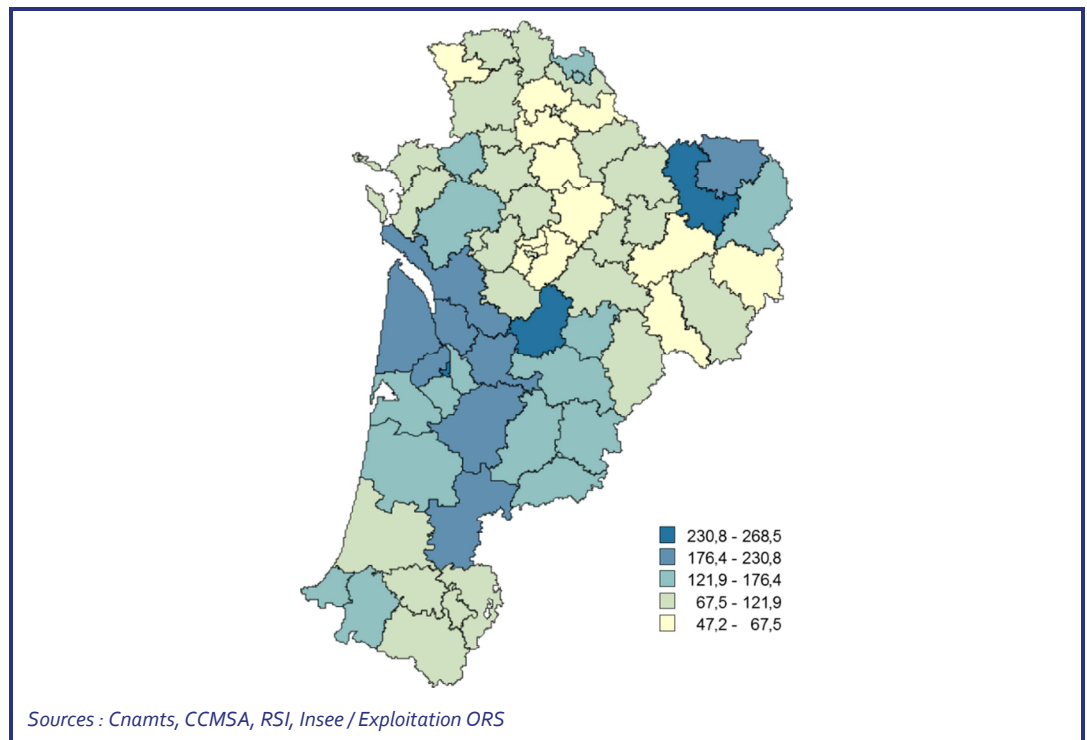 230,8 - 268,5
176,4 - 230,8
121,9 - 176,4
67,5 - 121,9
47,2 - 67,5
Sources : Cnamts, CCMSA, RSI, Insee / Exploitation ORS